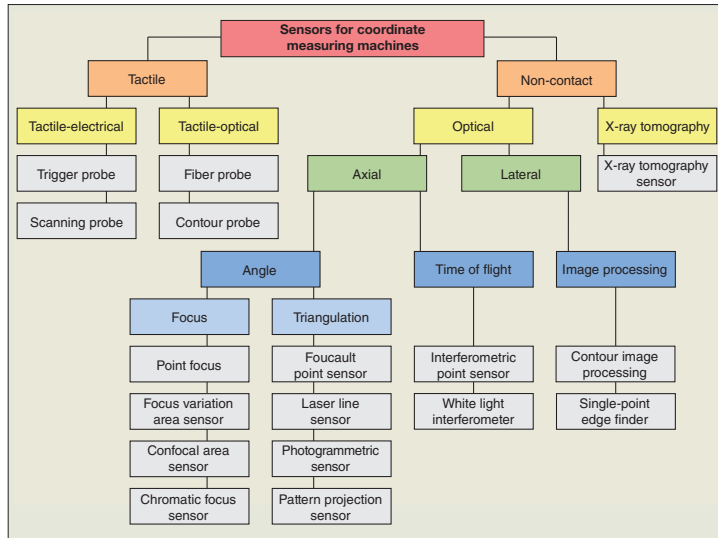 Sensors for coordinate
measuring machines
Tactile
Non-contact
Tactile-electrical
Tactile-optical
Optical
X-ray tomography
Trigger probe
Fiber probe
Axial
Lateral
X-ray tomography
sensor
Scanning probe
Contour probe
Angle
Time of flight
Image processing
Focus
Triangulation
Point focus
Foucault
point sensor
Interferometric
point sensor
Contour image
processing
Focus variation
area sensor
Laser line
sensor
White light
interferometer
Single-point
edge finder
Confocal area
sensor
Photogrammetric
sensor
Chromatic focus
sensor
Pattern projection
sensor